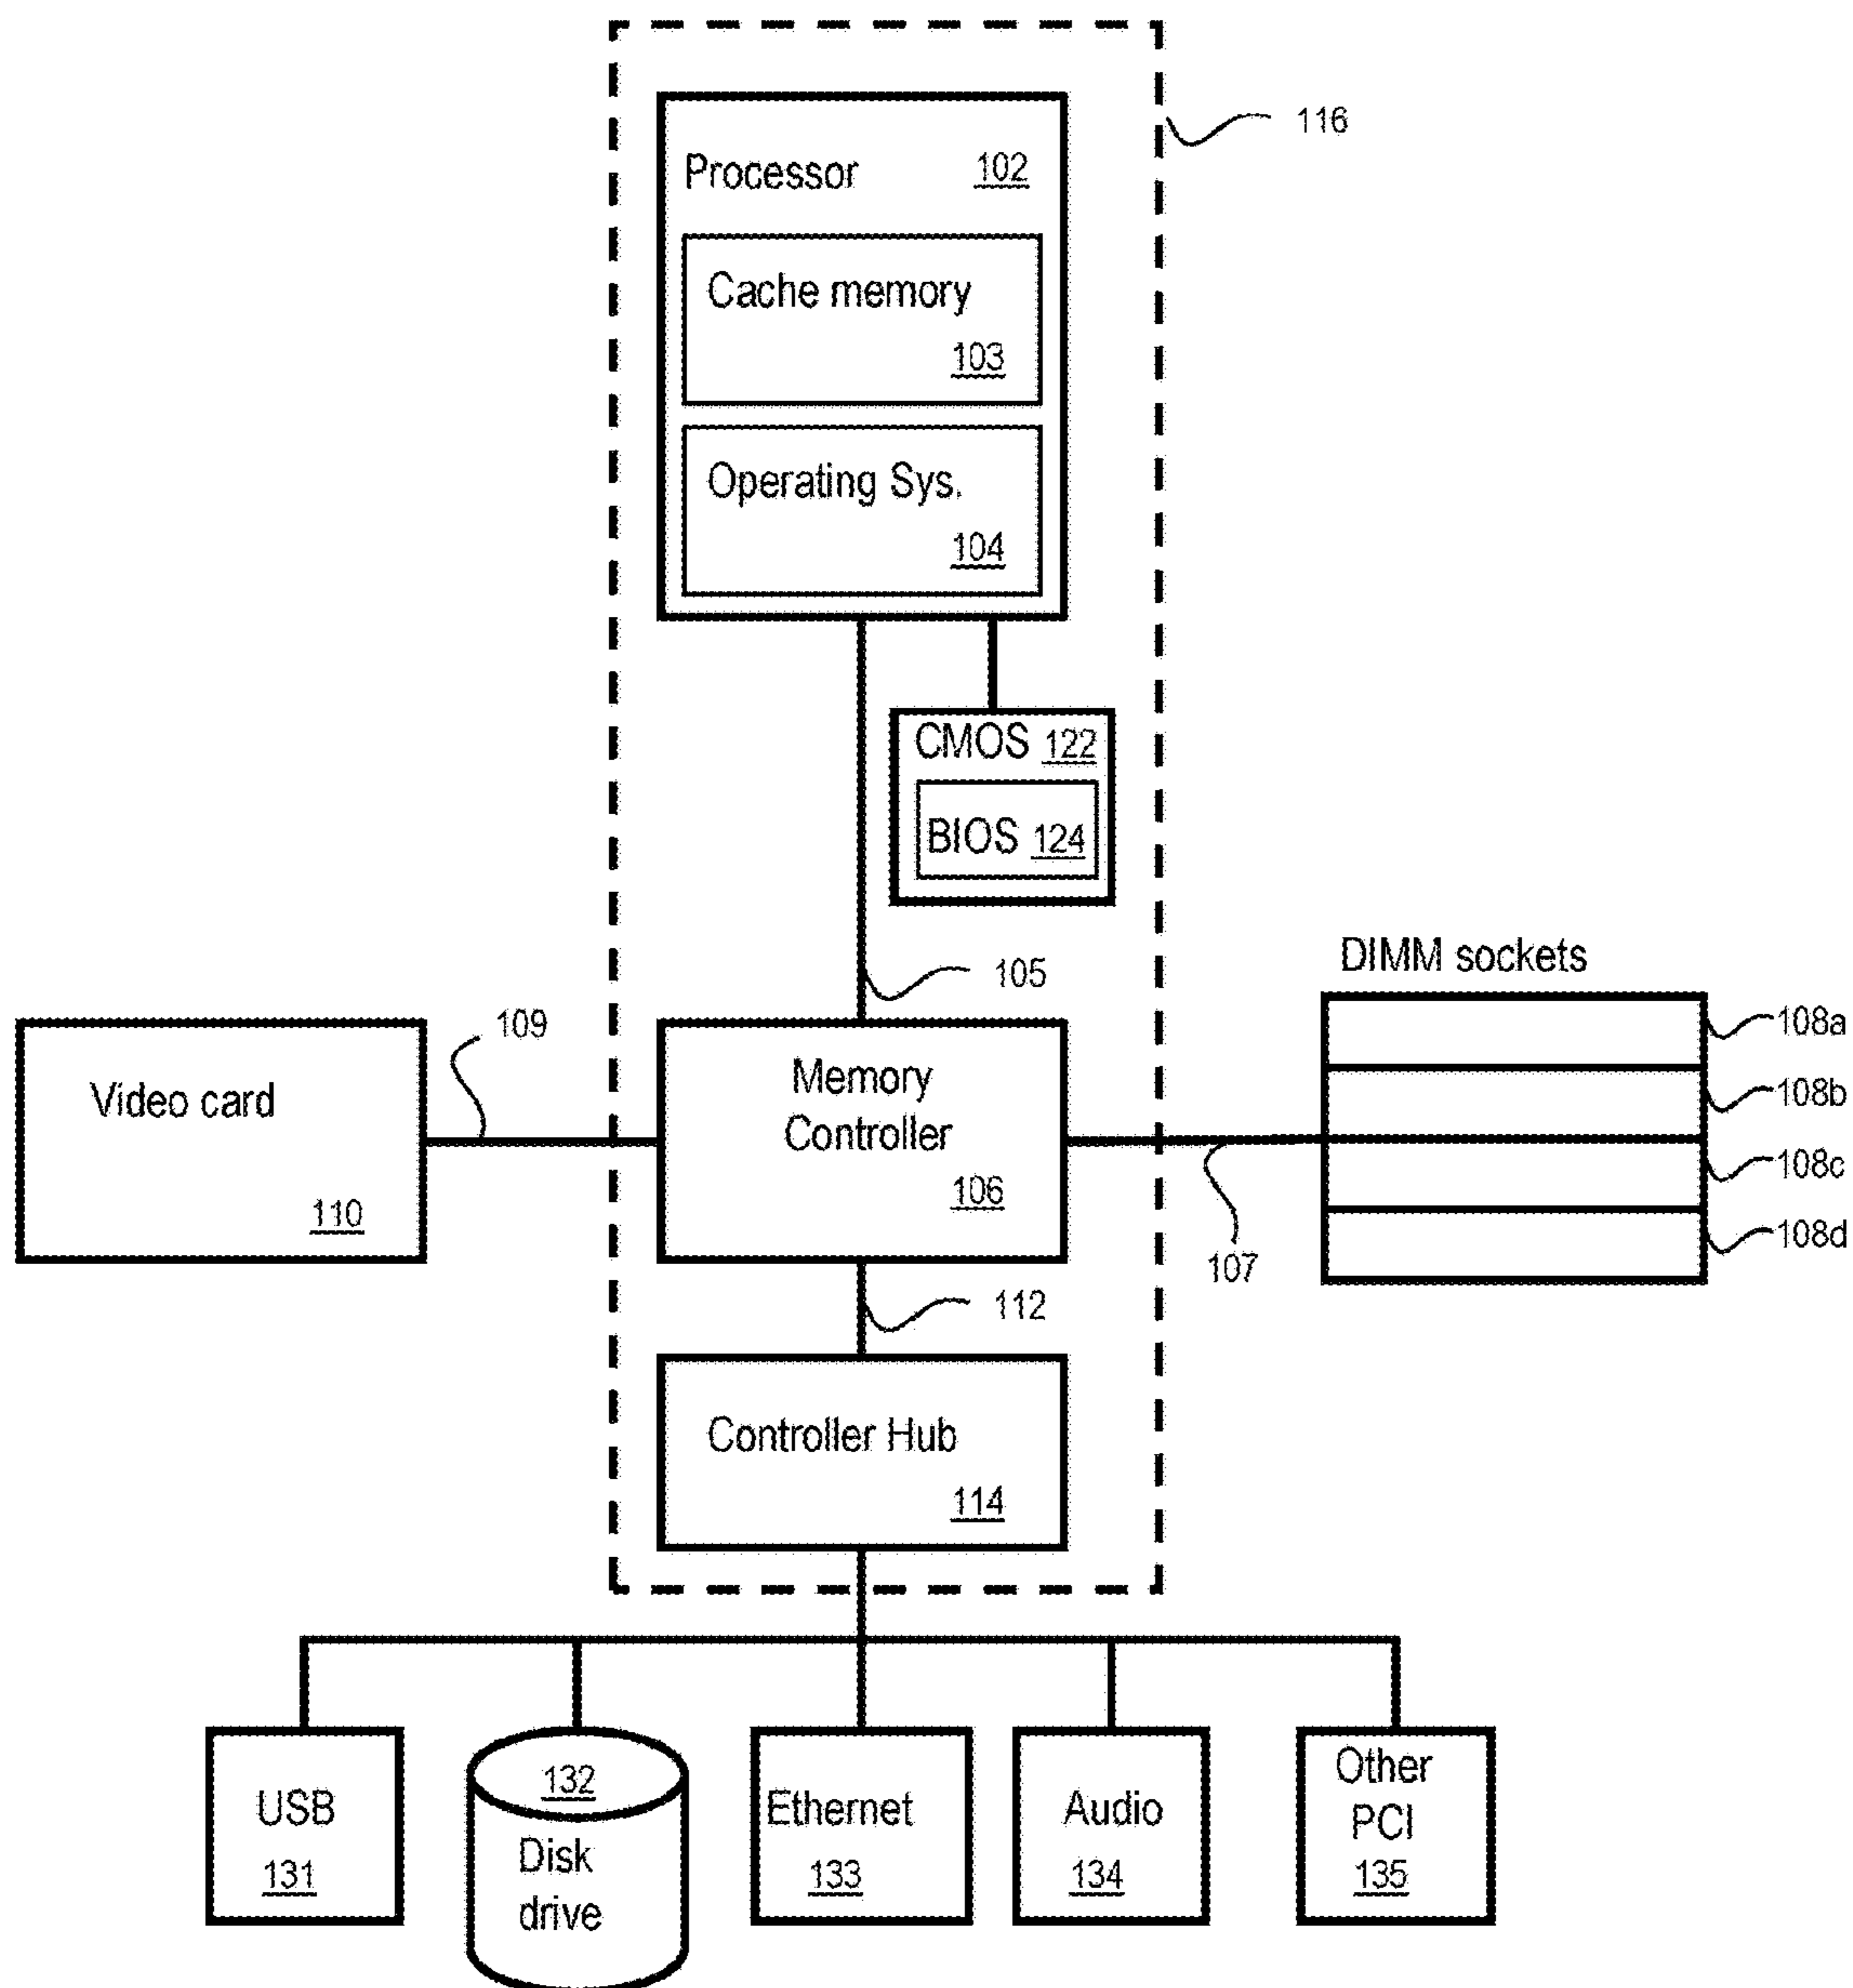 116
Processor 102
Cache memory
103
Operating Sys.
104
CMOS 122
BIOS 124
105
DIMM sockets
108a
108b
108c
108d
109
Video card
110
Memory
Controller
106
107
112
Controller Hub
114
USB
131
132
Disk
drive
Ethernet
133
Audio
134
Other
PCI
135